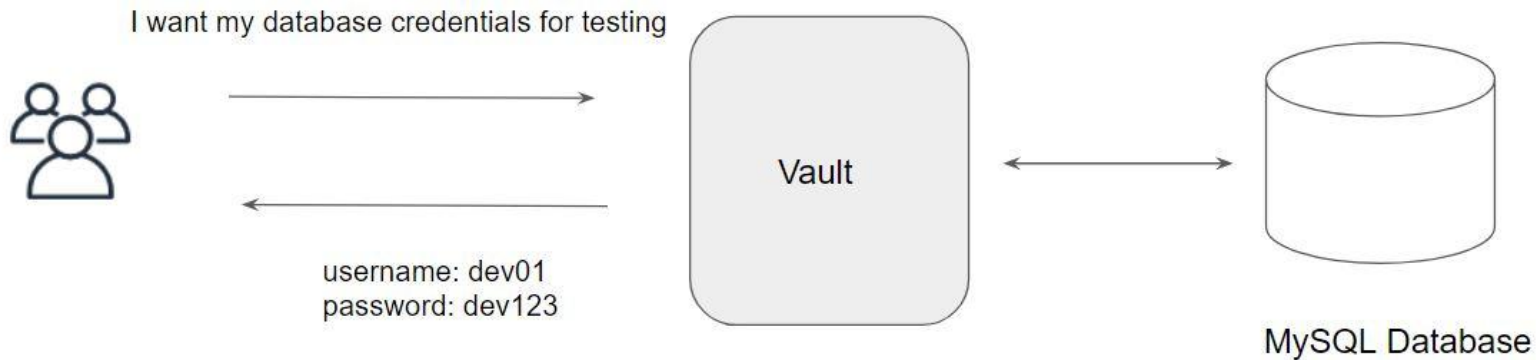 I want my database credentials for testing
Vault
username: dev01
password: dev123
MySQL Database